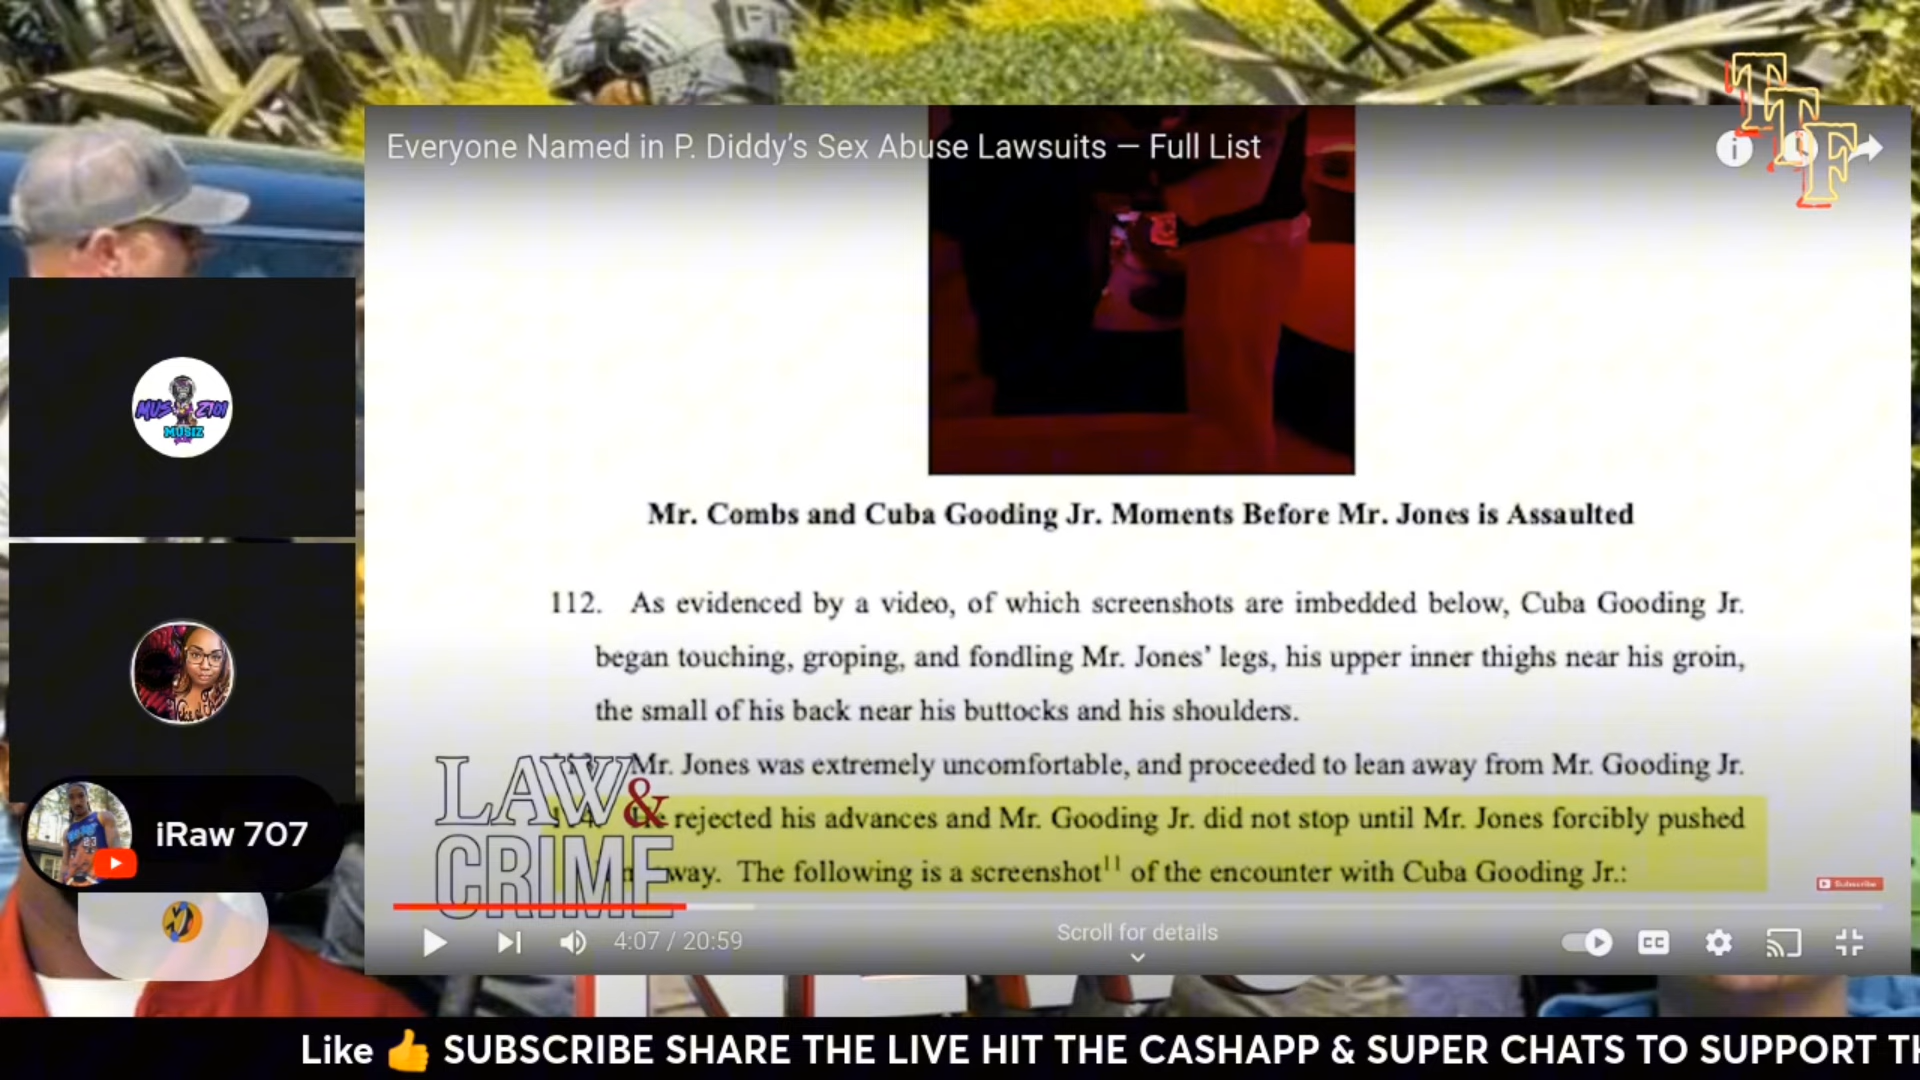 Everyone Named in P. Diddy's Sex Abuse Lawsuits — Full List
TTF
Mr. Combs and Cuba Gooding Jr. Moments Before Mr. Jones is Assaulted
112. As evidenced by a video, of which screenshots are imbedded below, Cuba Gooding Jr.
began touching, groping, and fondling Mr. Jones' legs, his upper inner thighs near his groin,
the small of his back near his buttocks and his shoulders.
Mr. Jones was extremely uncomfortable, and proceeded to lean away from Mr. Gooding Jr.
He rejected his advances and Mr. Gooding Jr. did not stop until Mr. Jones forcibly pushed
way. The following is a screenshot¹¹ of the encounter with Cuba Gooding Jr.:
LAW&
CRIME
Subscribe
4:07 / 20:59
Scroll for details
CC
MUSIZ
iRaw 707
Like 👍 SUBSCRIBE SHARE THE LIVE HIT THE CASHAPP & SUPER CHATS TO SUPPORT TH